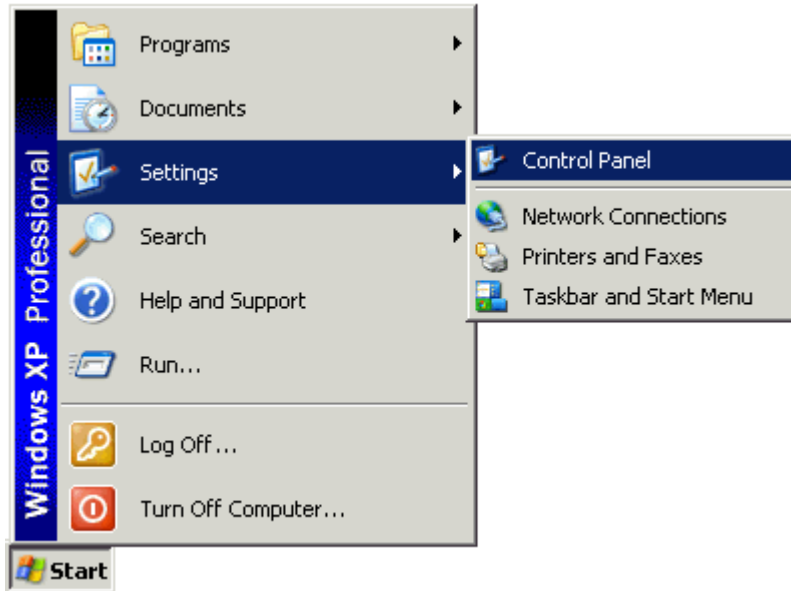 Windows XP Professional
Programs
Documents
Settings
Search
Help and Support
Run...
Log Off...
Turn Off Computer...
Control Panel
Network Connections
Printers and Faxes
Taskbar and Start Menu
Start